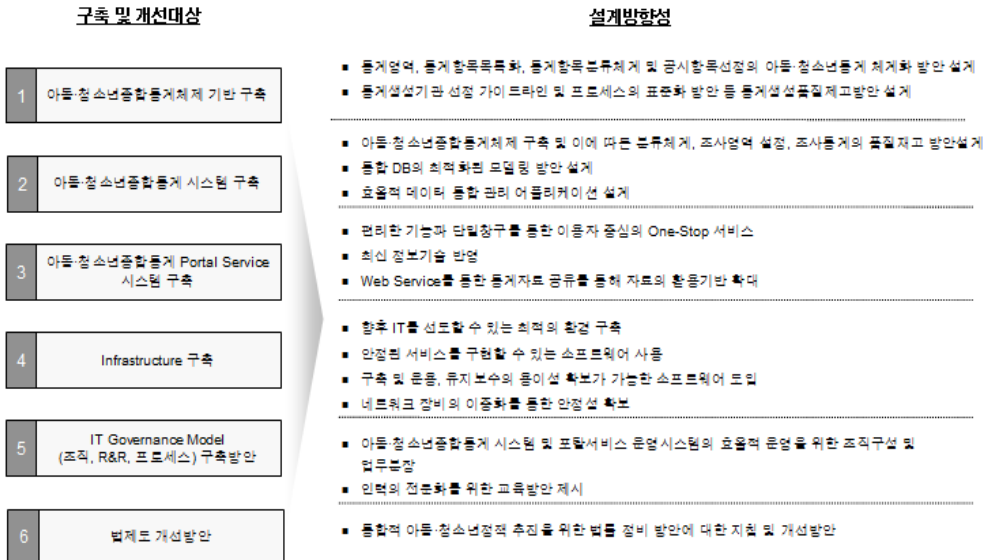 구축 및 개선대상
설계방향성
1
아동·청소년종합통계체제 기반 구축
■ 통계영역, 통계항목목록화, 통계항목분류체계 및 공시항목선정의 아동·청소년통계 체계화 방안 설계
■ 통계생성기관 선정 가이드라인 및 프로세스의 표준화 방안 등 통계생성품질제고방안 설계
2
아동·청소년종합통계 시스템 구축
■ 아동·청소년종합통계체제 구축 및 이에 따른 분류체계, 조사영역 설정, 조사통계의 품질재고 방안설계
■ 통합 DB의 최적화된 모델링 방안 설계
■ 효율적 데이터 통합 관리 어플리케이션 설계
3
아동·청소년종합통계 Portal Service
시스템 구축
■ 편리한 기능과 단일창구를 통한 이용자 중심의 One-Stop 서비스
■ 최신 정보기술 반영
■ Web Service를 통한 통계자료 공유를 통해 자료의 활용기반 확대
4
Infrastructure 구축
■ 향후 IT를 선도할 수 있는 최적의 환경 구축
■ 안정된 서비스를 구현할 수 있는 소프트웨어 사용
■ 구축 및 운용, 유지보수의 용이성 확보가 가능한 소프트웨어 도입
■ 네트워크 장비의 이중화를 통한 안정성 확보
5
IT Governance Model
(조직, R&R, 프로세스) 구축방안
■ 아동·청소년종합통계 시스템 및 포탈서비스 운영시스템의 효율적 운영을 위한 조직구성 및
업무분장
■ 인력의 전문화를 위한 교육방안 제시
6
법제도 개선방안
■ 통합적 아동·청소년정책 추진을 위한 법률 정비 방안에 대한 지침 및 개선방안